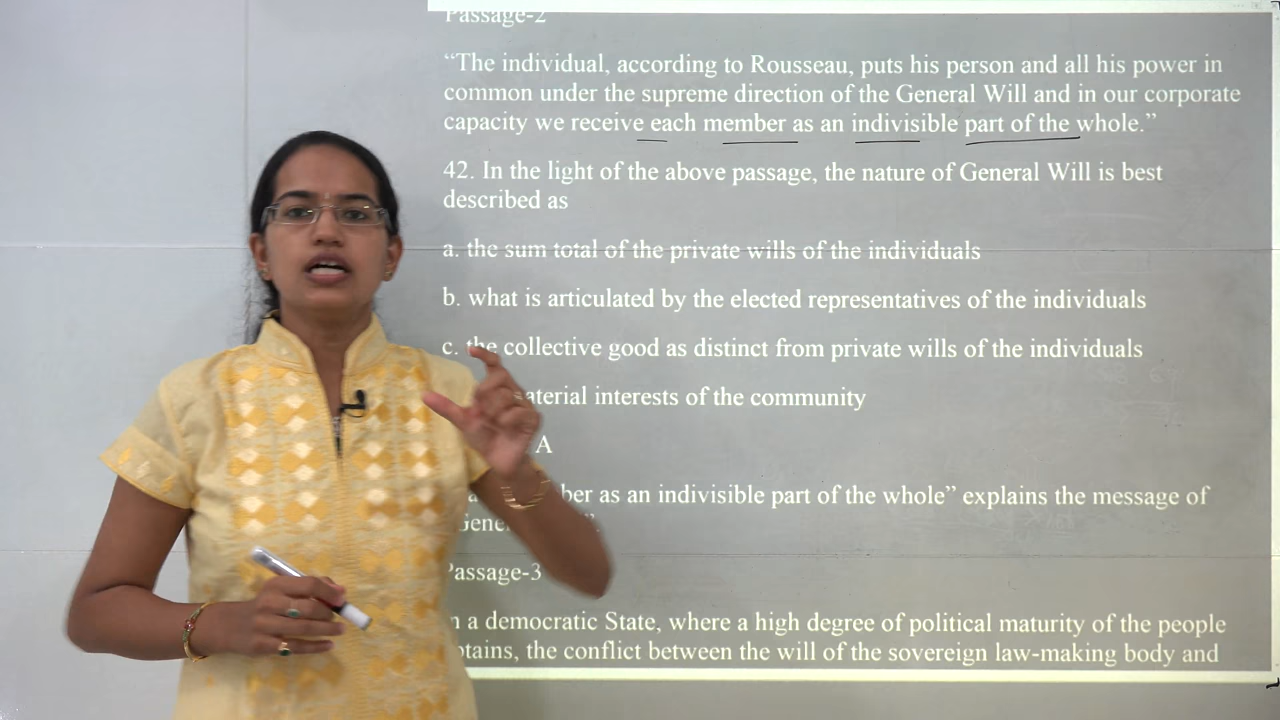 Passage-2
“The individual, according to Rousseau, puts his person and all his power in
common under the supreme direction of the General Will and in our corporate
capacity we receive each member as an indivisible part of the whole.”
42. In the light of the above passage, the nature of General Will is best
described as
a. the sum total of the private wills of the individuals
b. what is articulated by the elected representatives of the individuals
c. the collective good as distinct from private wills of the individuals
interests of the community
A
as an indivisible part of the whole” explains the message of
Passage-3
a democratic State, where a high degree of political maturity of the people
the conflict between the will of the sovereign law-making body and